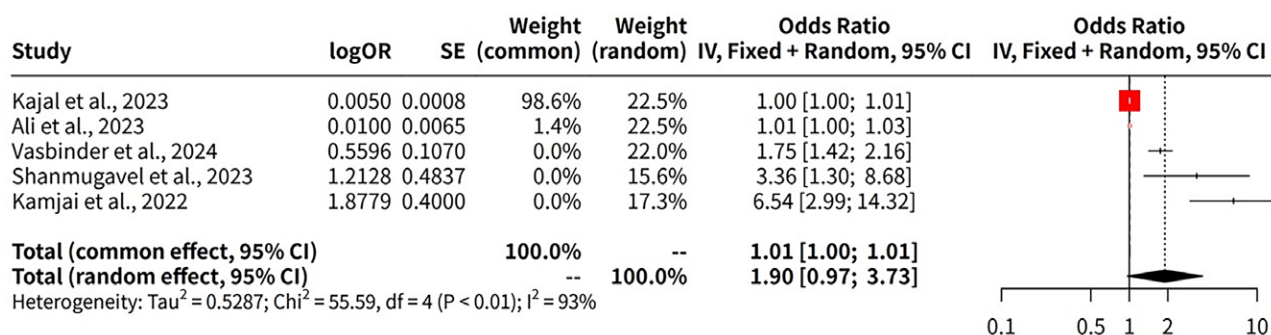 Study logOR SE Weight (common) Weight (random) Odds Ratio IV, Fixed + Random, 95% CI Odds Ratio IV, Fixed + Random, 95% CI
Kajal et al., 2023 0.0050 0.0008 98.6% 22.5% 1.00 [1.00; 1.01]
Ali et al., 2023 0.0100 0.0065 1.4% 22.5% 1.01 [1.00; 1.03]
Vasbinder et al., 2024 0.5596 0.1070 0.0% 22.0% 1.75 [1.42; 2.16]
Shanmugavel et al., 2023 1.2128 0.4837 0.0% 15.6% 3.36 [1.30; 8.68]
Kamjai et al., 2022 1.8779 0.4000 0.0% 17.3% 6.54 [2.99; 14.32]
Total (common effect, 95% CI) 100.0% -- 1.01 [1.00; 1.01]
Total (random effect, 95% CI) -- 100.0% 1.90 [0.97; 3.73]
Heterogeneity: Tau² = 0.5287; Chi² = 55.59, df = 4 (P < 0.01); I² = 93%
0.1 0.5 1 2 10